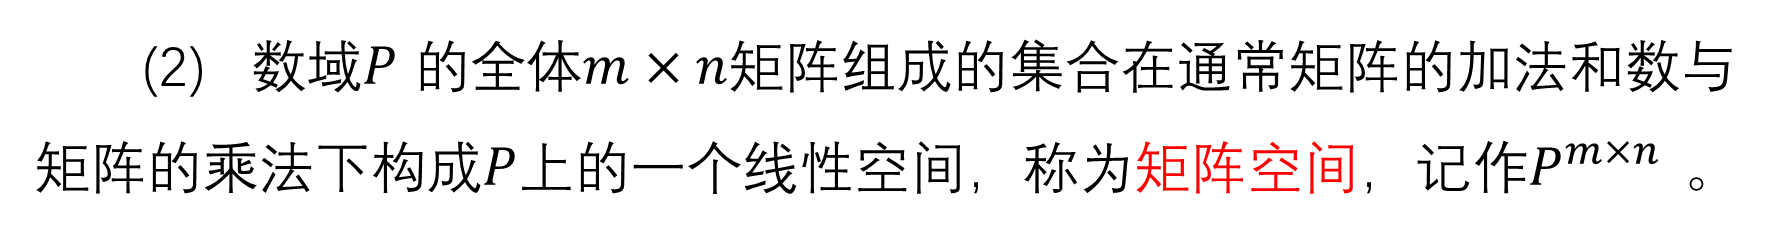 (2) 数域P 的全体m × n矩阵组成的集合在通常矩阵的加法和数与
矩阵的乘法下构成P上的一个线性空间，称为矩阵空间，记作P^{m×n} 。